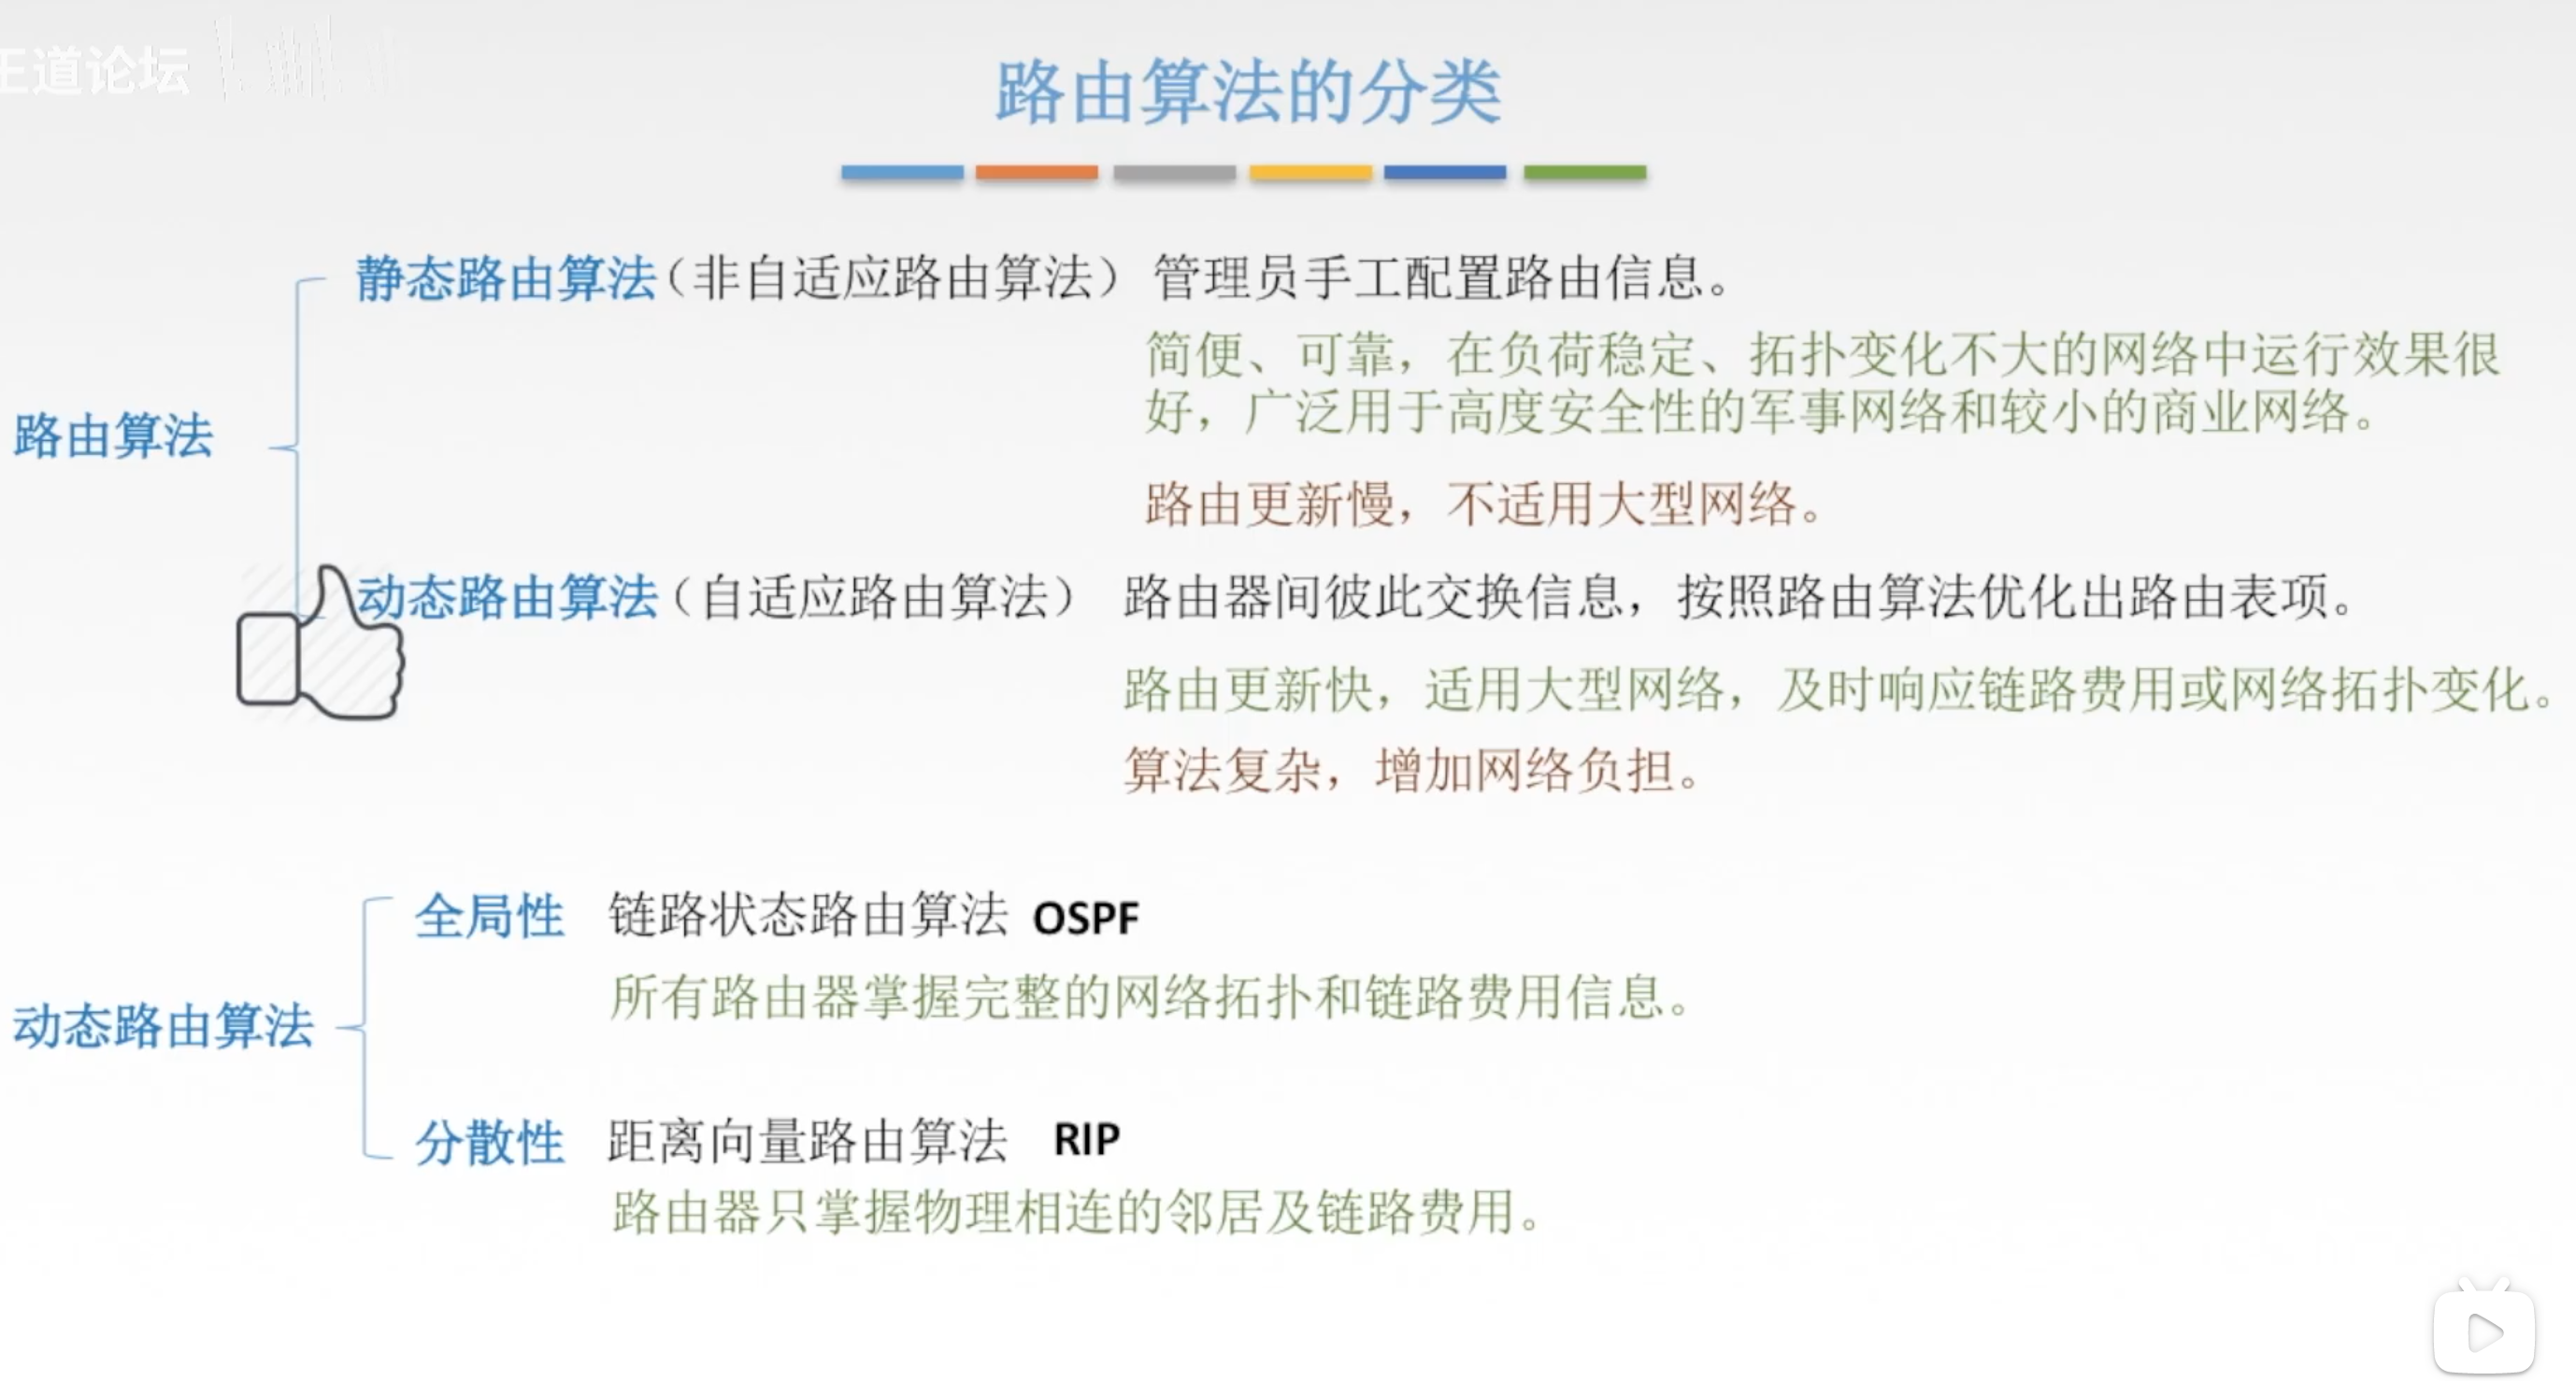 王道论坛
路由算法的分类
静态路由算法（非自适应路由算法） 管理员手工配置路由信息。
简便、可靠，在负荷稳定、拓扑变化不大的网络中运行效果很
好，广泛用于高度安全性的军事网络和较小的商业网络。
路由算法
路由更新慢，不适用大型网络。
动态路由算法（自适应路由算法） 路由器间彼此交换信息，按照路由算法优化出路由表项。
路由更新快，适用大型网络，及时响应链路费用或网络拓扑变化。
算法复杂，增加网络负担。
全局性 链路状态路由算法 OSPF
所有路由器掌握完整的网络拓扑和链路费用信息。
动态路由算法
分散性 距离向量路由算法 RIP
路由器只掌握物理相连的邻居及链路费用。